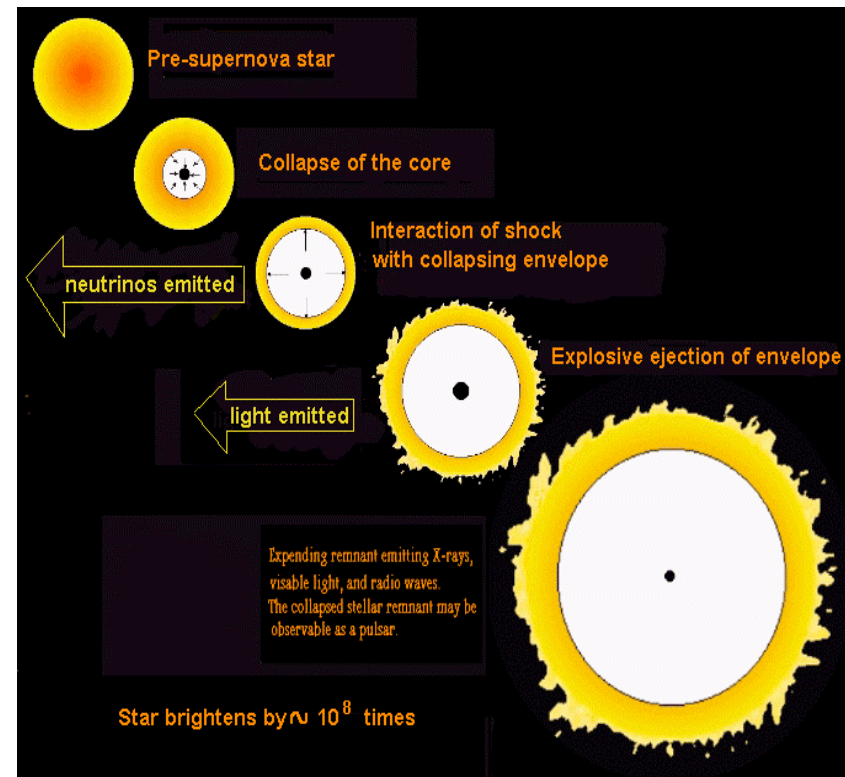 Pre-supernova star
Collapse of the core
Interaction of shock
with collapsing envelope
neutrinos emitted
Explosive ejection of envelope
light emitted
Expending remnant emitting X-rays,
visable light, and radio waves.
The collapsed stellar remnant may be
observable as a pulsar.
Star brightens by ~ 10⁸ times